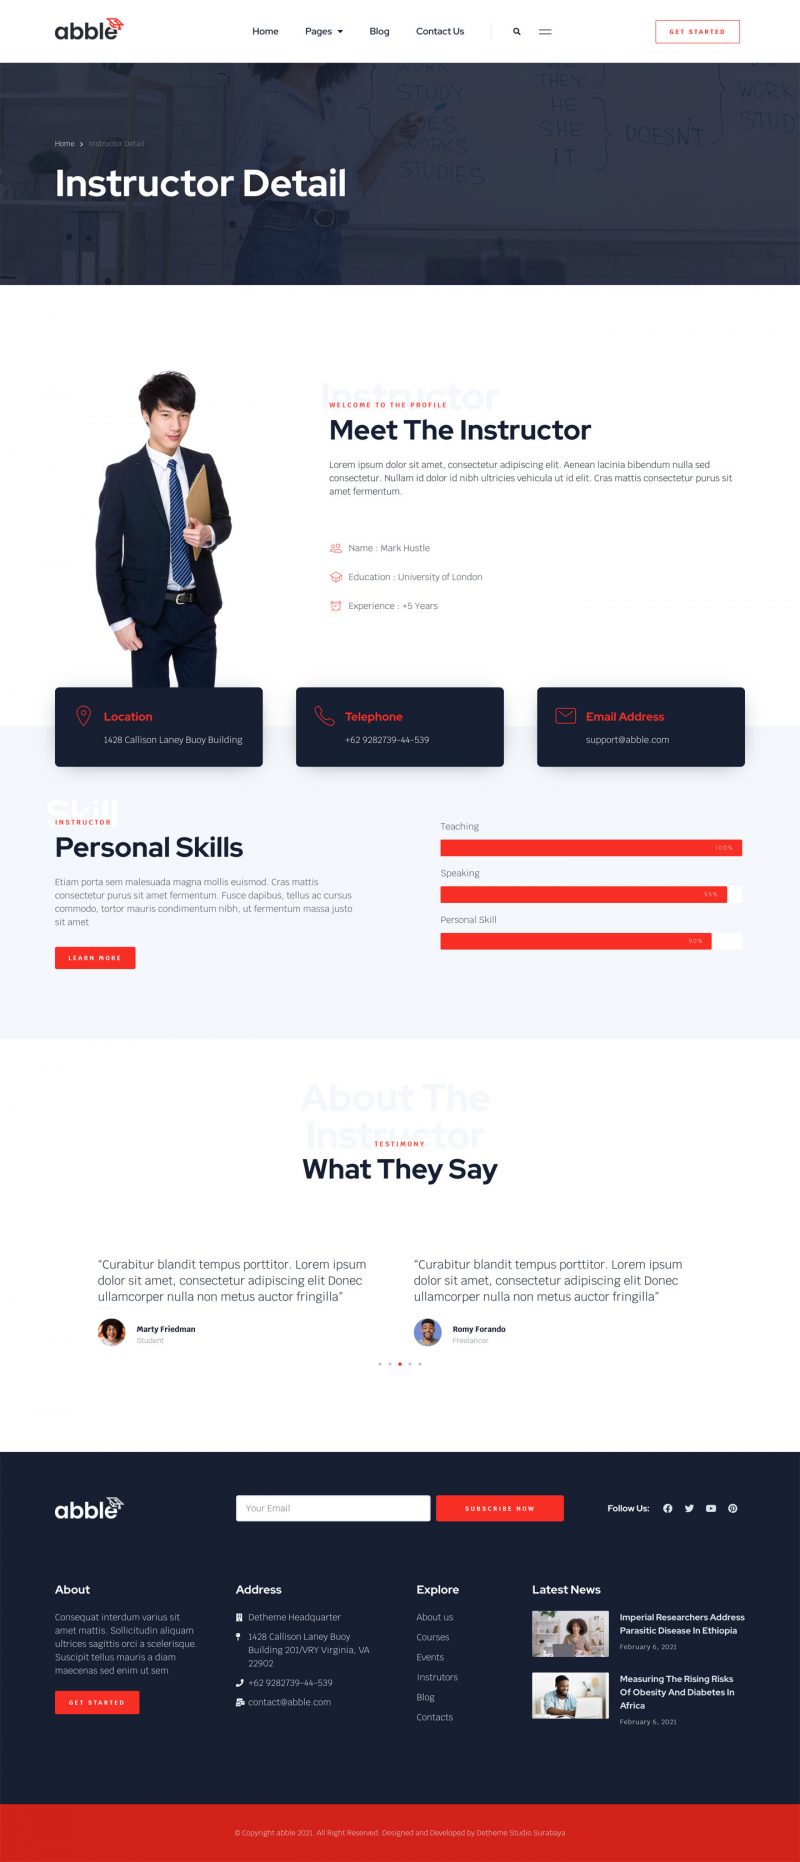 abble
Home Pages Blog Contact Us
GET STARTED
WORK
STUDY
DOES
WORKS
STUDIES
THEY
HE
SHE
iT
DOESN'T
WORK
STUDY
Home Instructor Detail
Instructor Detail
Instructor
WELCOME TO THE PROFILE
Meet The Instructor
Lorem ipsum dolor sit amet, consectetur adipiscing elit. Aenean lacinia bibendum nulla sed
consectetur. Nullam id dolor id nibh ultricies vehicula ut id elit. Cras mattis consectetur purus sit
amet fermentum.
Name : Mark Hustle
Education : University of London
Experience : +5 Years
Location
1428 Callison Laney Buoy Building
Telephone
+62 9282739-44-539
Email Address
support@abble.com
Skill
INSTRUCTOR
Personal Skills
Etiam porta sem malesuada magna mollis euismod. Cras mattis
consectetur purus sit amet fermentum. Fusce dapibus, tellus ac cursus
commodo, tortor mauris condimentum nibh, ut fermentum massa justo
sit amet
LEARN MORE
Teaching
100%
Speaking
95%
Personal Skill
90%
About The
Instructor
TESTIMONY
What They Say
“Curabitur blandit tempus porttitor. Lorem ipsum
dolor sit amet, consectetur adipiscing elit Donec
ullamcorper nulla non metus auctor fringilla”
Marty Friedman
Student
“Curabitur blandit tempus porttitor. Lorem ipsum
dolor sit amet, consectetur adipiscing elit Donec
ullamcorper nulla non metus auctor fringilla”
Romy Forando
Freelancer
abble
Your Email
SUBSCRIBE NOW
Follow Us:
About
Consequat interdum varius sit
amet mattis. Sollicitudin aliquam
ultrices sagittis orci a scelerisque.
Suscipit tellus mauris a diam
maecenas sed enim ut sem
GET STARTED
Address
Detheme Headquarter
1428 Callison Laney Buoy
Building 201/VRY Virginia, VA
22902
+62 9282739-44-539
contact@abble.com
Explore
About us
Courses
Events
Instrutors
Blog
Contacts
Latest News
Imperial Researchers Address
Parasitic Disease In Ethiopia
February 6, 2021
Measuring The Rising Risks
Of Obesity And Diabetes In
Africa
February 6, 2021
© Copyright abble 2021. All Right Reserved. Designed and Developed by Detheme Studio Surabaya